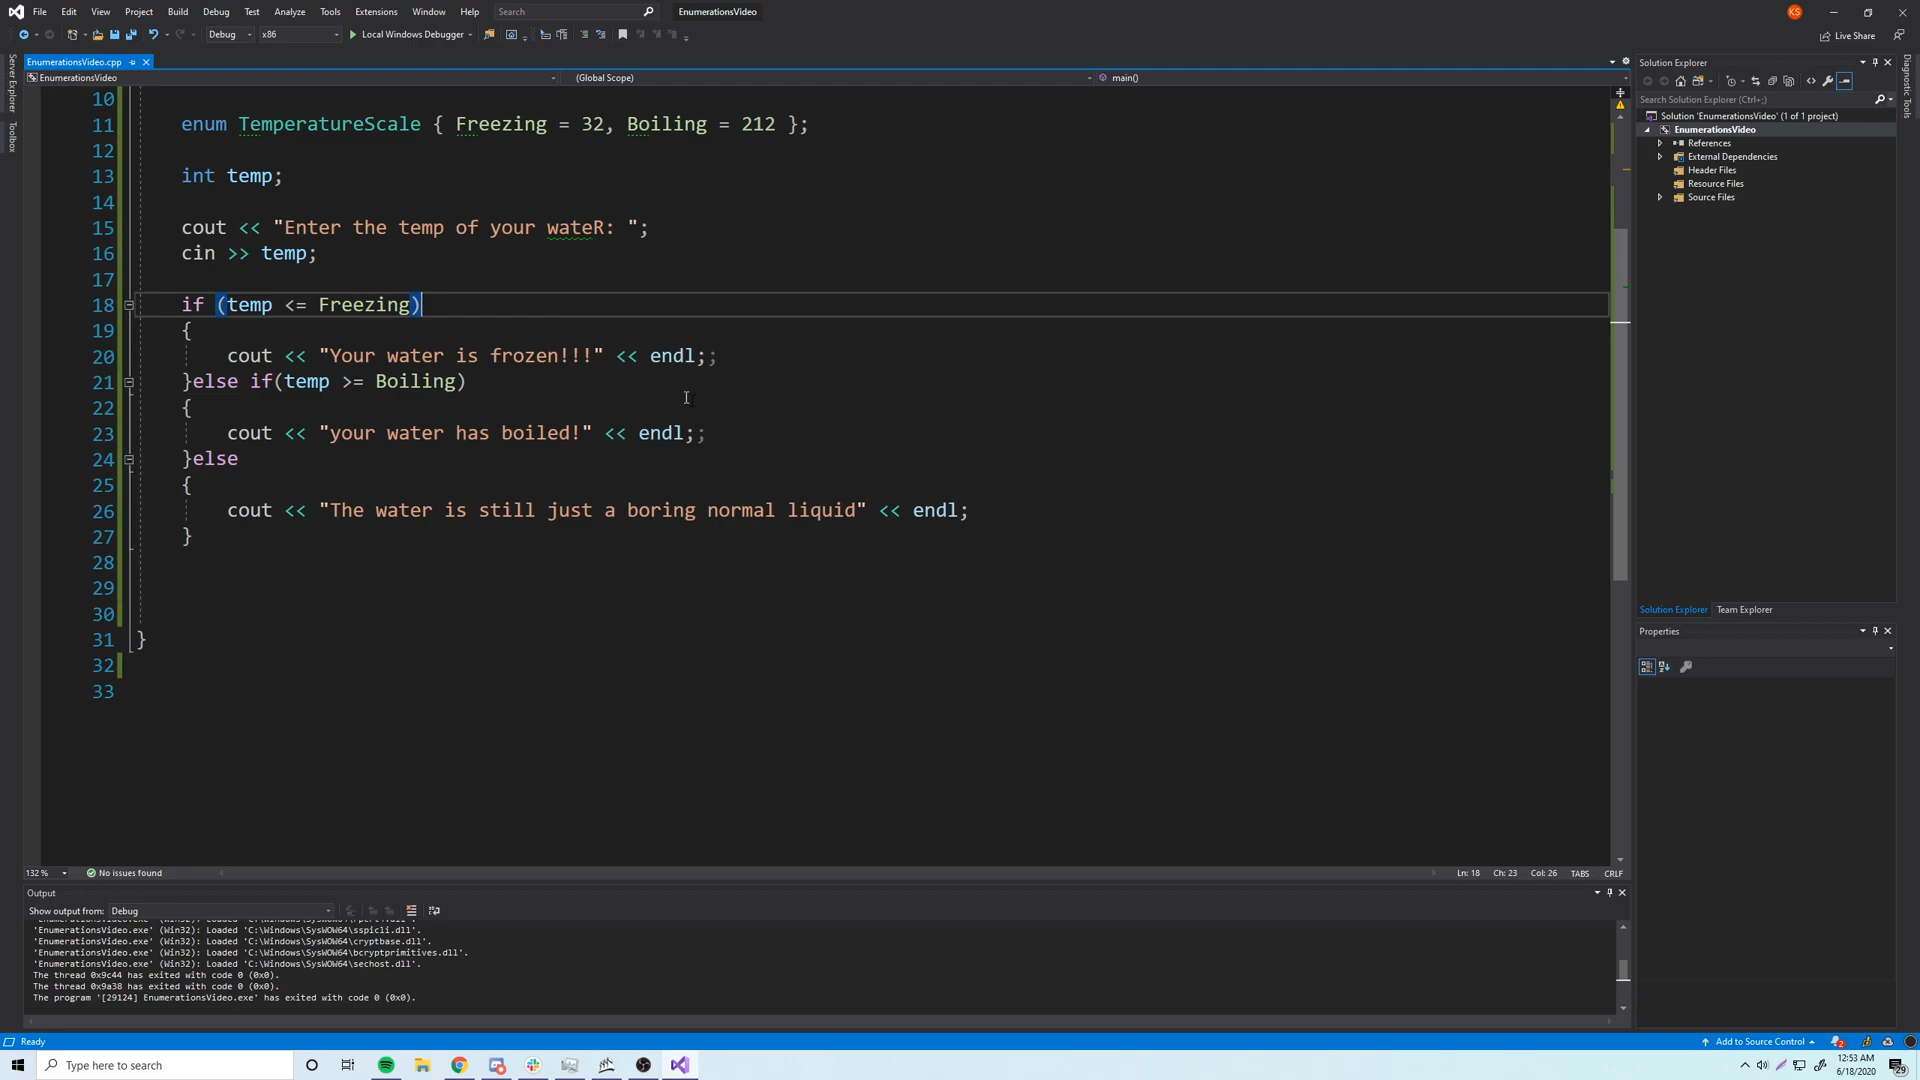 File Edit View Project Build Debug Test Analyze Tools Extensions Window Help Search EnumerationsVideo KS
Debug x86 Local Windows Debugger Live Share
Server Explorer
Toolbox
EnumerationsVideo.cpp
EnumerationsVideo (Global Scope) main()
10
11 enum TemperatureScale { Freezing = 32, Boiling = 212 };
12
13 int temp;
14
15 cout << "Enter the temp of your wateR: ";
16 cin >> temp;
17
18 if (temp <= Freezing)
19 {
20 cout << "Your water is frozen!!!" << endl;;
21 }else if(temp >= Boiling)
22 {
23 cout << "your water has boiled!" << endl;;
24 }else
25 {
26 cout << "The water is still just a boring normal liquid" << endl;
27 }
28
29
30
31 }
32
33
132 % No issues found Ln: 18 Ch: 23 Col: 26 TABS CRLF
Output
Show output from: Debug
'EnumerationsVideo.exe' (Win32): Loaded 'C:\Windows\SysWOW64\sspicli.dll'.
'EnumerationsVideo.exe' (Win32): Loaded 'C:\Windows\SysWOW64\cryptbase.dll'.
'EnumerationsVideo.exe' (Win32): Loaded 'C:\Windows\SysWOW64\bcryptprimitives.dll'.
'EnumerationsVideo.exe' (Win32): Loaded 'C:\Windows\SysWOW64\sechost.dll'.
The thread 0x9c44 has exited with code 0 (0x0).
The thread 0x9a38 has exited with code 0 (0x0).
The program '[29124] EnumerationsVideo.exe' has exited with code 0 (0x0).
Solution Explorer
Search Solution Explorer (Ctrl+;)
Solution 'EnumerationsVideo' (1 of 1 project)
EnumerationsVideo
References
External Dependencies
Header Files
Resource Files
Source Files
Solution Explorer Team Explorer
Properties
Diagnostic Tools
Ready Add to Source Control 2
Type here to search 12:53 AM
6/18/2020 29